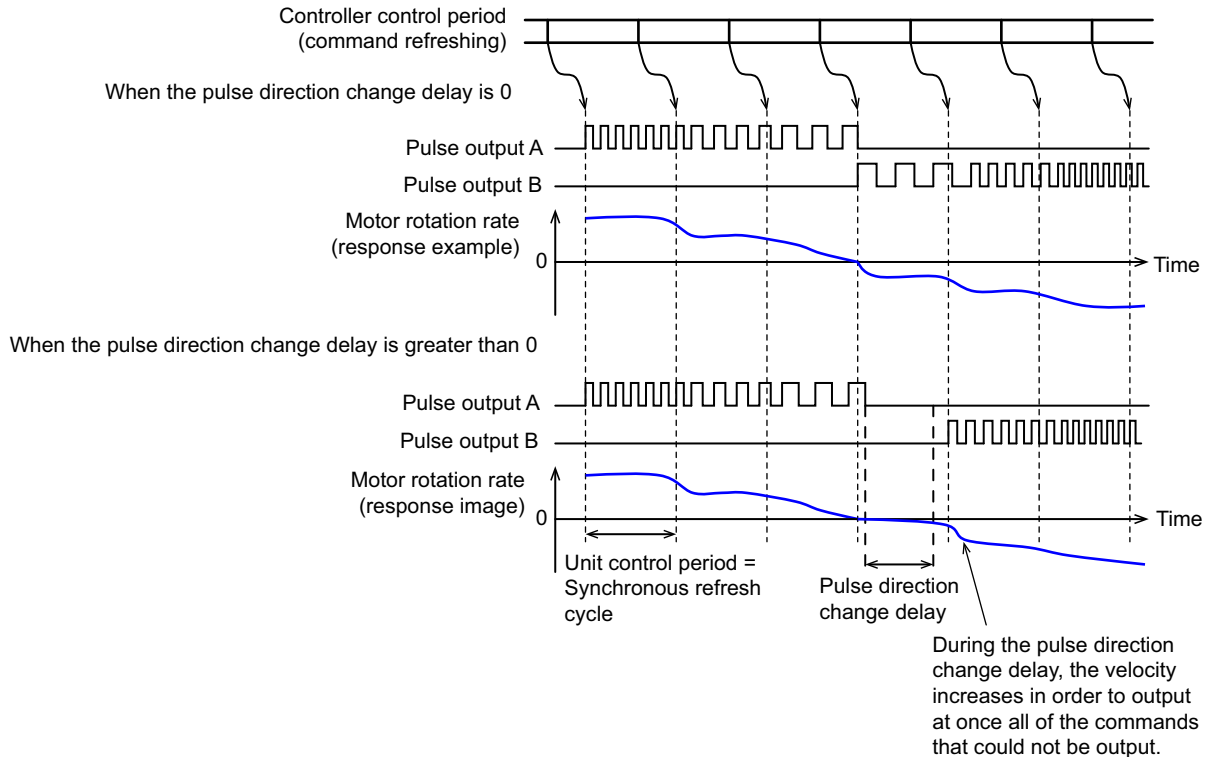 Controller control period
(command refreshing)
When the pulse direction change delay is 0
Pulse output A
Pulse output B
Motor rotation rate
(response example)
0
Time
When the pulse direction change delay is greater than 0
Pulse output A
Pulse output B
Motor rotation rate
(response image)
0
Time
Unit control period =
Synchronous refresh
cycle
Pulse direction
change delay
During the pulse direction
change delay, the velocity
increases in order to output
at once all of the commands
that could not be output.